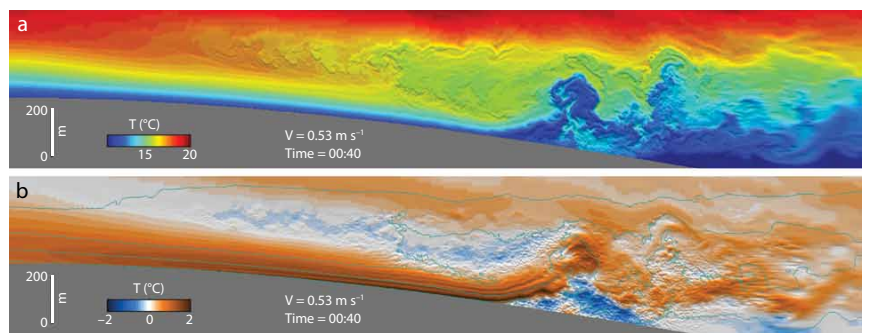 a
200
m
0
T (°C)
15 20
V = 0.53 m s⁻¹
Time = 00:40
b
200
m
0
T (°C)
−2 0 2
V = 0.53 m s⁻¹
Time = 00:40